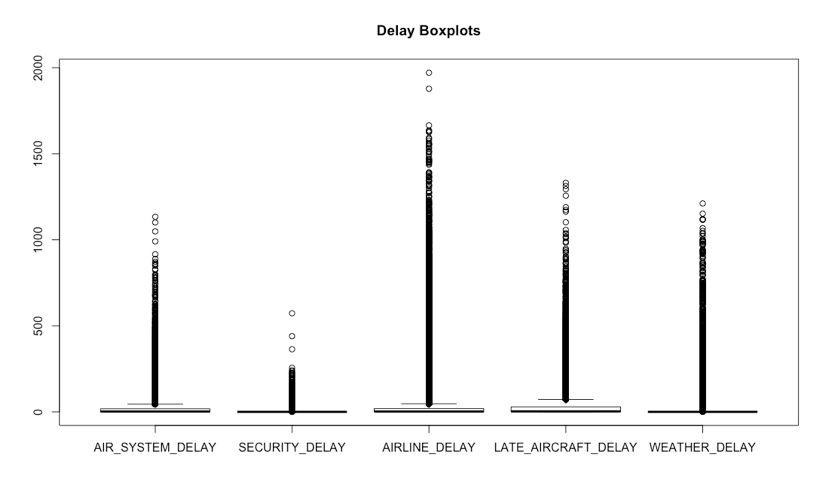 Delay Boxplots
2000
1500
1000
500
0
AIR_SYSTEM_DELAY SECURITY_DELAY AIRLINE_DELAY LATE_AIRCRAFT_DELAY WEATHER_DELAY